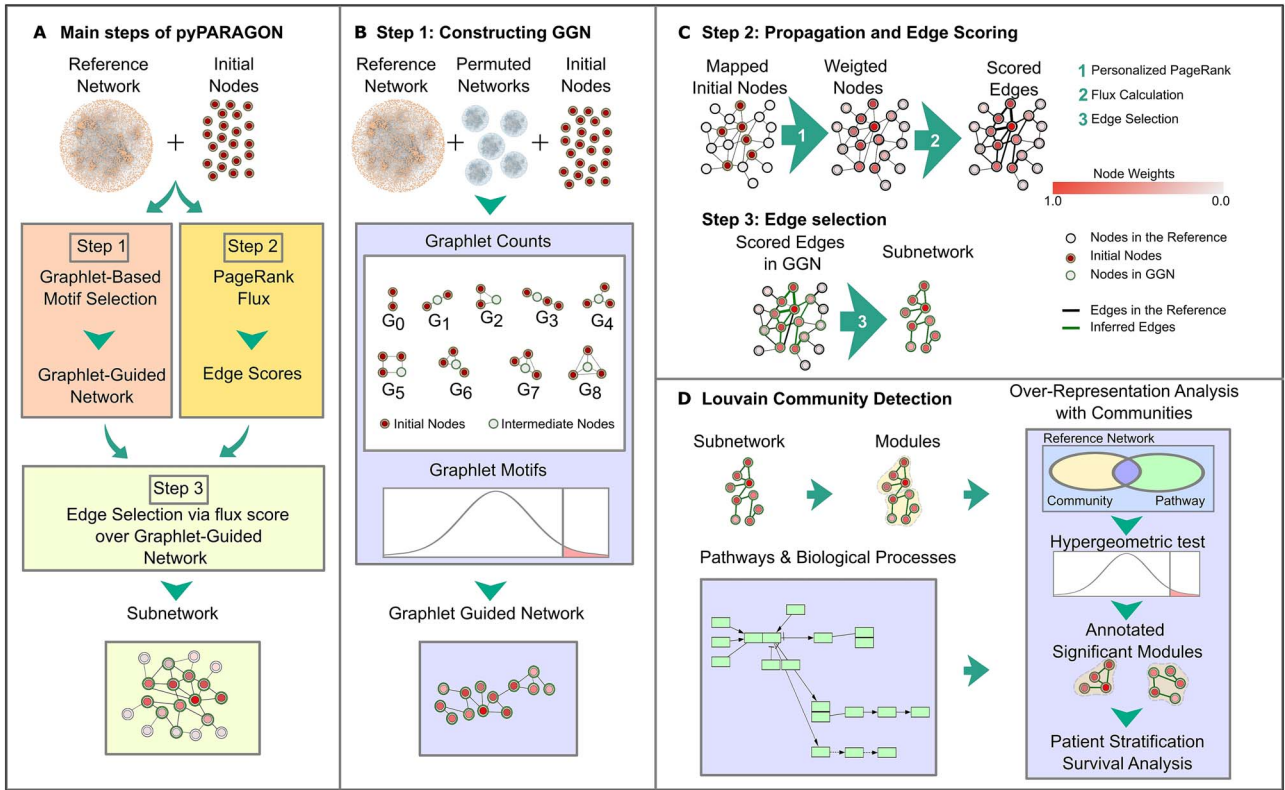 A Main steps of pyPARAGON
Reference
Network
Initial
Nodes
+
Step 1
Graphlet-Based
Motif Selection
Graphlet-Guided
Network
Step 2
PageRank
Flux
Edge Scores
Step 3
Edge Selection via flux score
over Graphlet-Guided
Network
Subnetwork
B Step 1: Constructing GGN
Reference
Network
Permuted
Networks
Initial
Nodes
+
+
Graphlet Counts
G0
G1
G2
G3
G4
G5
G6
G7
G8
Initial Nodes
Intermediate Nodes
Graphlet Motifs
Graphlet Guided Network
C Step 2: Propagation and Edge Scoring
Mapped
Initial Nodes
Weigted
Nodes
Scored
Edges
1
2
1 Personalized PageRank
2 Flux Calculation
3 Edge Selection
Node Weights
1.0
0.0
Step 3: Edge selection
Scored Edges
in GGN
Subnetwork
3
Nodes in the Reference
Initial Nodes
Nodes in GGN
Edges in the Reference
Inferred Edges
D Louvain Community Detection
Subnetwork
Modules
Pathways & Biological Processes
Over-Representation Analysis
with Communities
Reference Network
Community
Pathway
Hypergeometric test
Annotated
Significant Modules
Patient Stratification
Survival Analysis